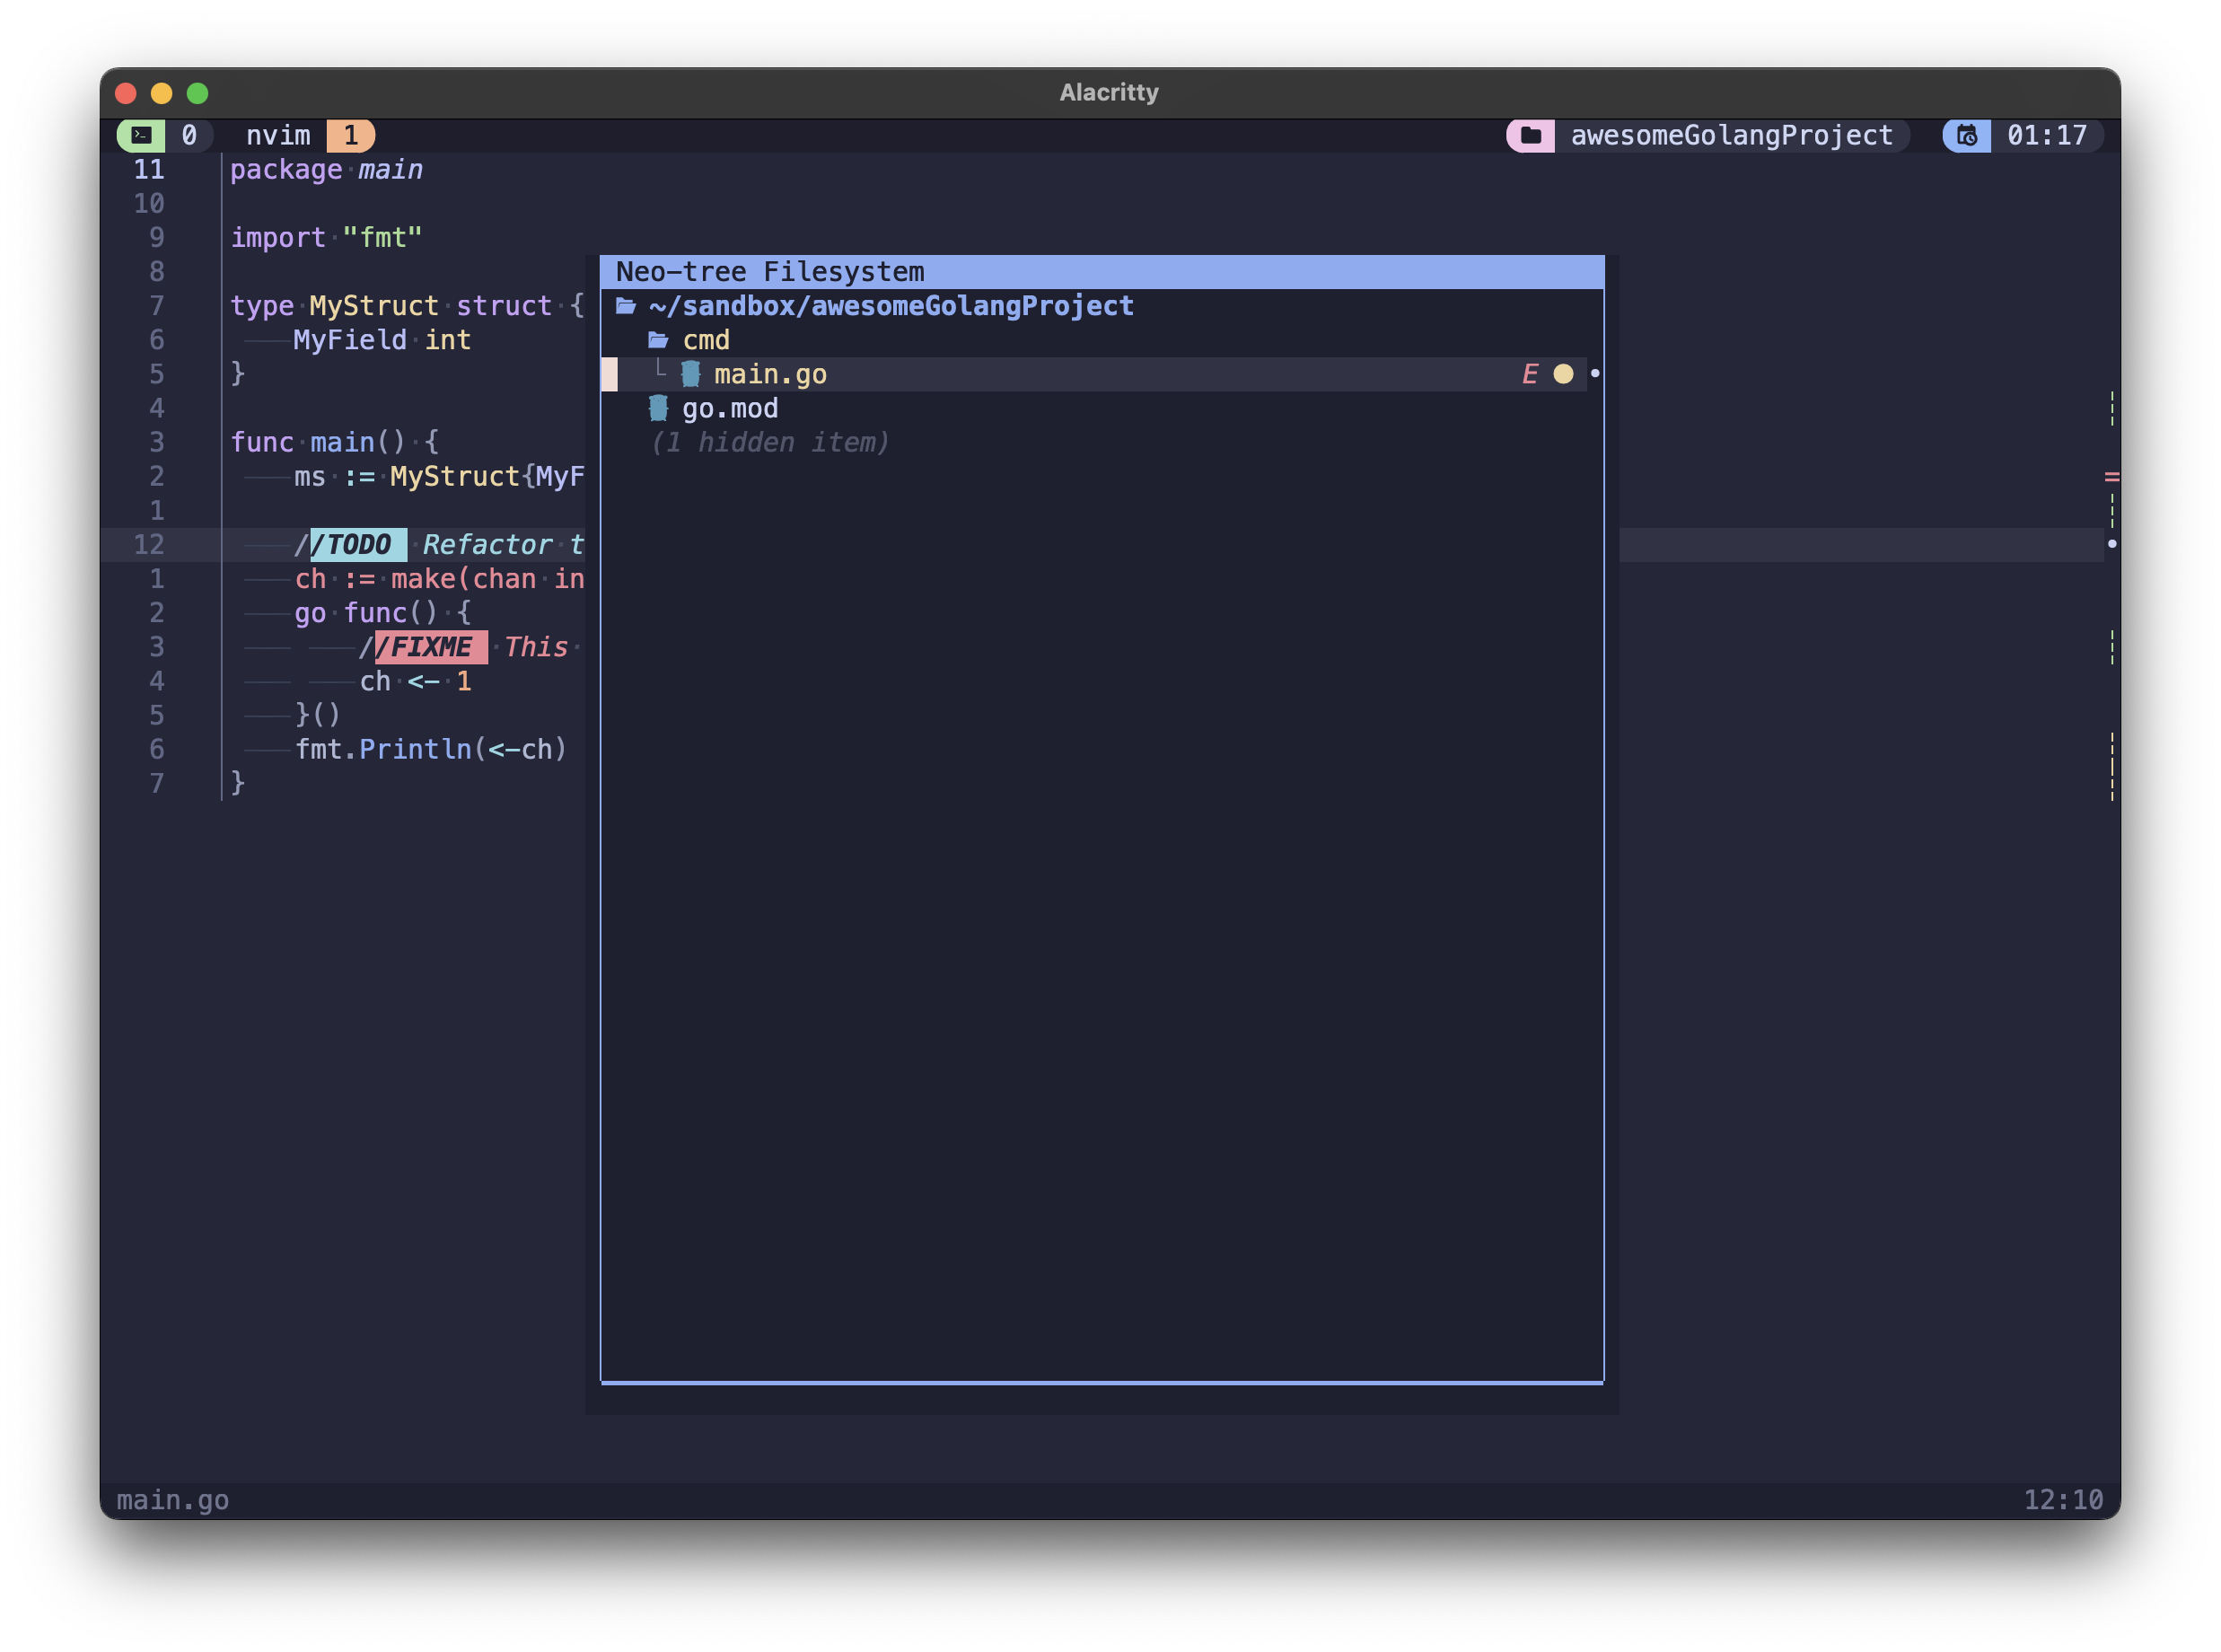 Alacritty
0 nvim 1 awesomeGolangProject 01:17
11 package main
10
9 import "fmt"
8
7 type MyStruct struct {
6 MyField int
5 }
4
3 func main() {
2 ms := MyStruct{MyF
1
12 //TODO Refactor t
1 ch := make(chan in
2 go func() {
3 //FIXME This
4 ch <- 1
5 }()
6 fmt.Println(<-ch)
7 }
Neo-tree Filesystem
~/sandbox/awesomeGolangProject
cmd
main.go E
go.mod
(1 hidden item)
main.go 12:10